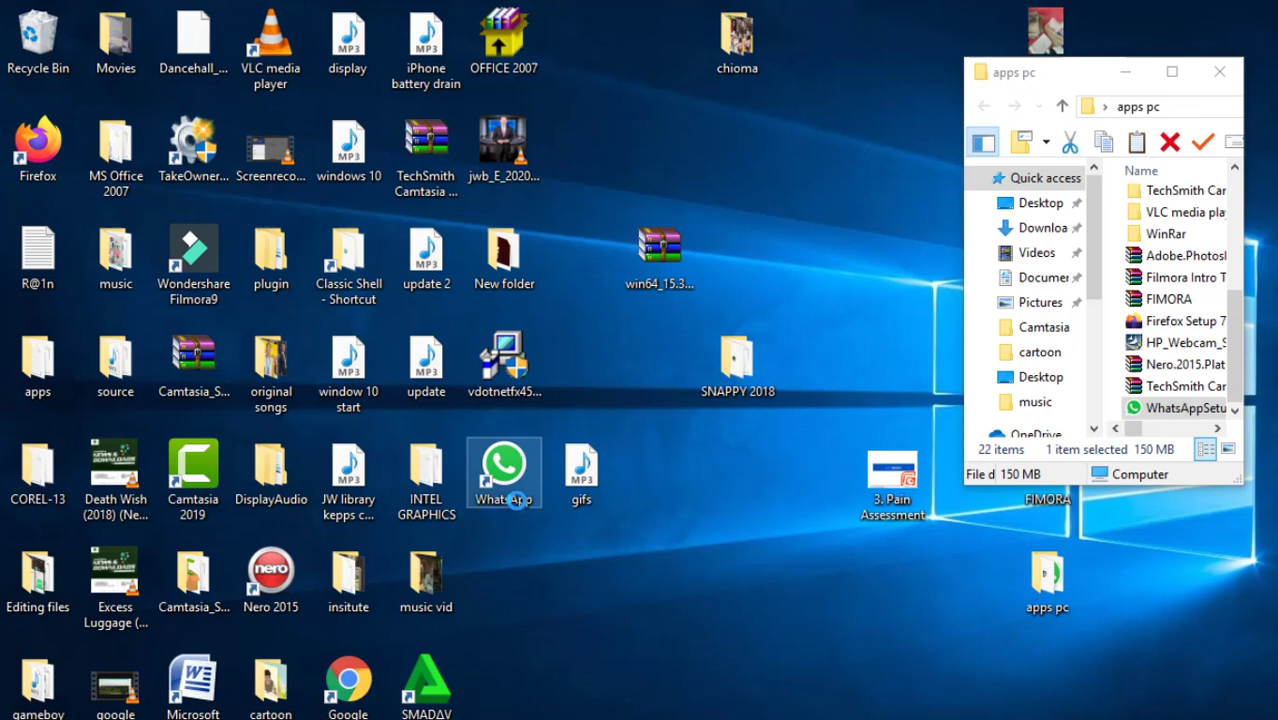 Recycle Bin
Movies
Dancehall_...
VLC media
player
display
iPhone
battery drain
OFFICE 2007
chioma
Firefox
MS Office
2007
TakeOwner...
Screenreco...
windows 10
TechSmith
Camtasia ...
jwb_E_2020...
R@1n
music
Wondershare
Filmora9
plugin
Classic Shell
- Shortcut
update 2
New folder
win64_15.3...
apps
source
Camtasia_S...
original
songs
window 10
start
update
vdotnetfx45...
SNAPPY 2018
COREL-13
Death Wish
(2018) (Ne...
Camtasia
2019
DisplayAudio
JW library
kepps c...
INTEL
GRAPHICS
WhatsApp
gifs
3. Pain
Assessment
FIMORA
Editing files
Excess
Luggage (...
Camtasia_S...
Nero 2015
insitute
music vid
apps pc
gameboy
google
Microsoft
cartoon
Google
SMADΔV
apps pc
apps pc
Quick access
Desktop
Downloa
Videos
Documer
Pictures
Camtasia
cartoon
Desktop
music
OneDrive
Name
TechSmith Car
VLC media pla
WinRar
Adobe.Photosl
Filmora Intro T
FIMORA
Firefox Setup 7
HP_Webcam_S
Nero.2015.Plat
TechSmith Car
WhatsAppSetu
22 items
1 item selected 150 MB
File d 150 MB
Computer